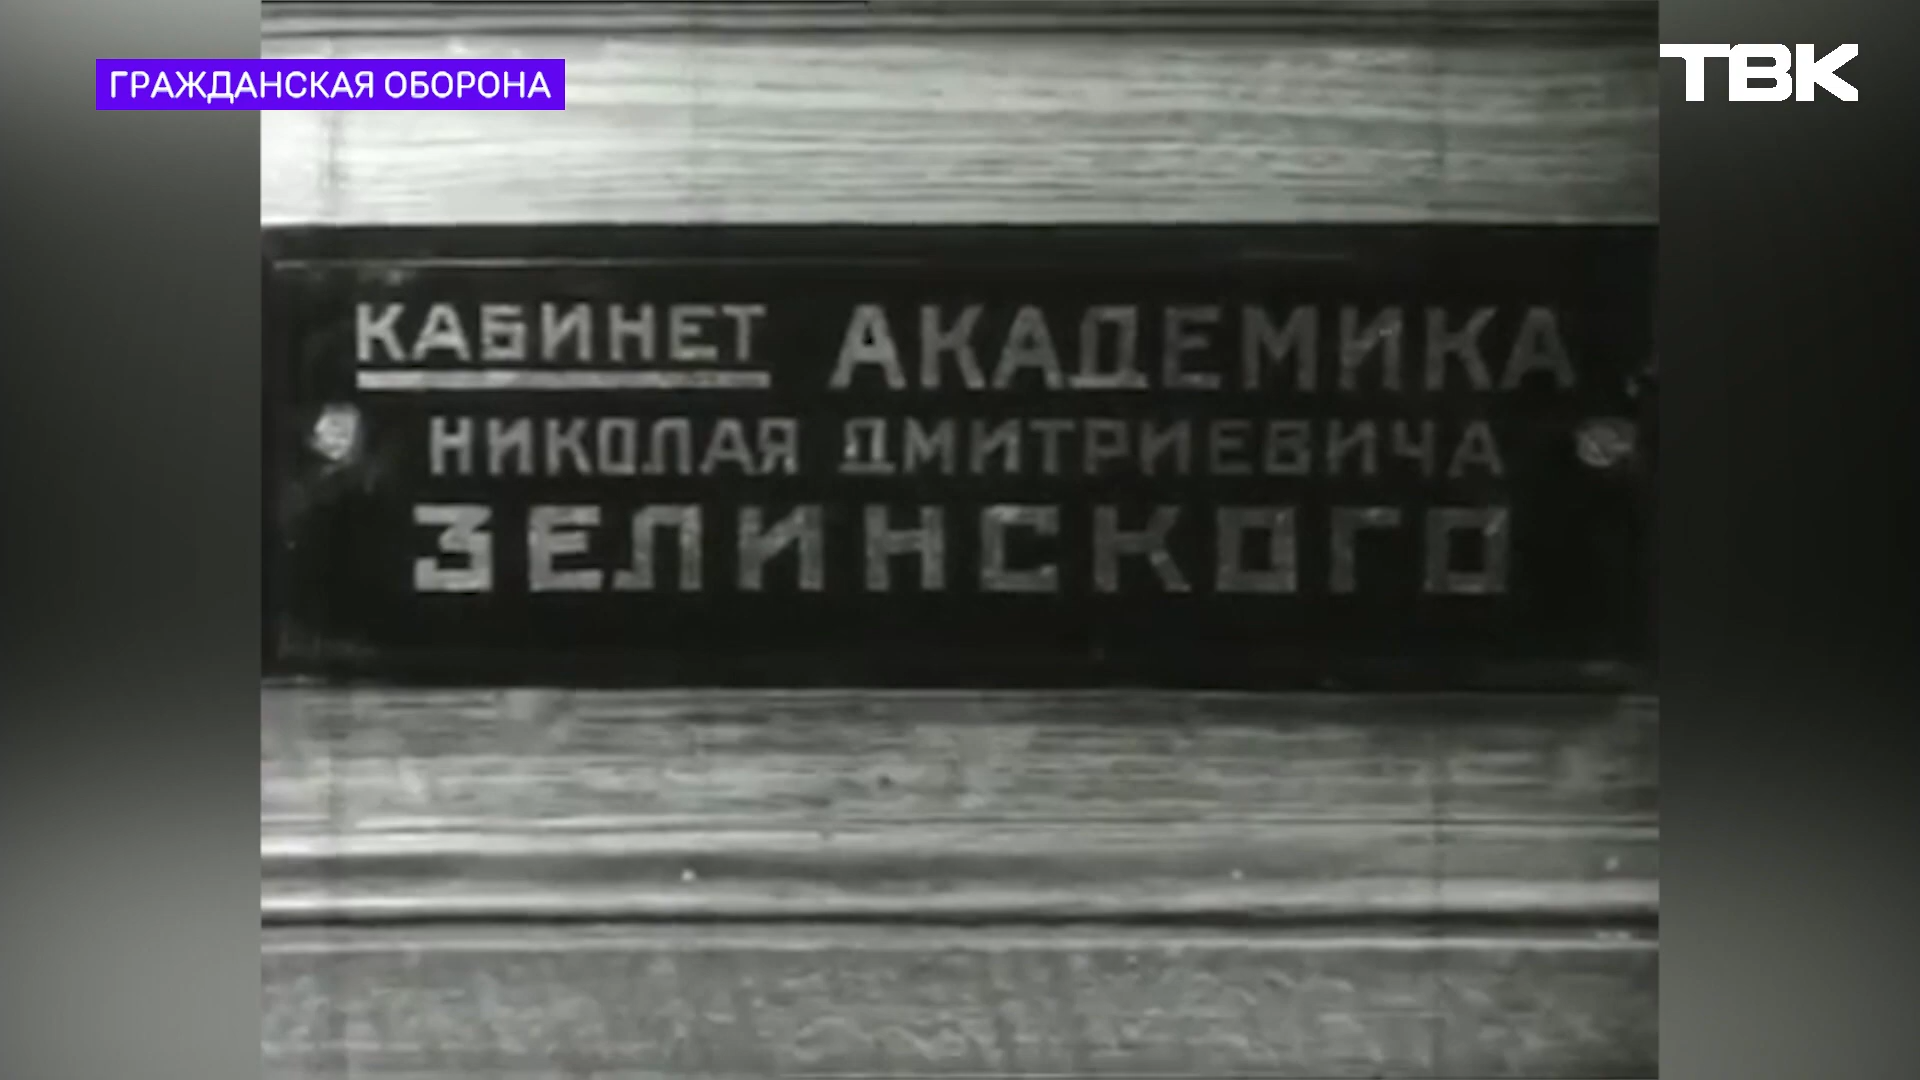 ГРАЖДАНСКАЯ ОБОРОНА
ТВК
КАБИНЕТ АКАДЕМИКА
НИКОЛАЯ ДМИТРИЕВИЧА
ЗЕЛИНСКОГО